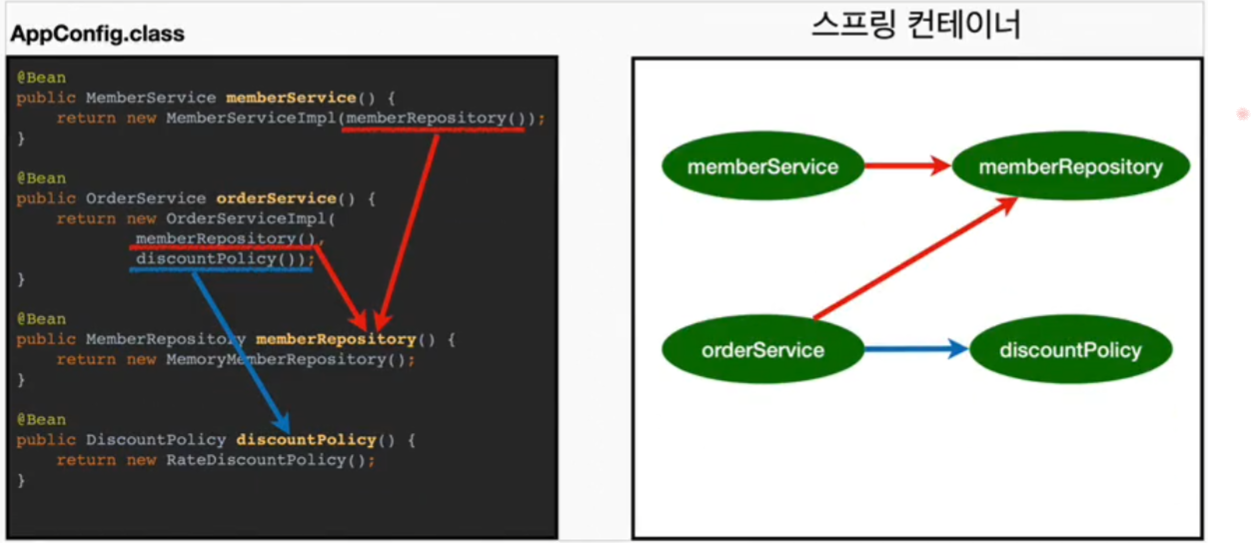 AppConfig.class
@Bean
public MemberService memberService() {
return new MemberServiceImpl(memberRepository());
}
@Bean
public OrderService orderService() {
return new OrderServiceImpl(
memberRepository(),
discountPolicy());
}
@Bean
public MemberRepository memberRepository() {
return new MemoryMemberRepository();
}
@Bean
public DiscountPolicy discountPolicy() {
return new RateDiscountPolicy();
}
스프링 컨테이너
memberService
memberRepository
orderService
discountPolicy